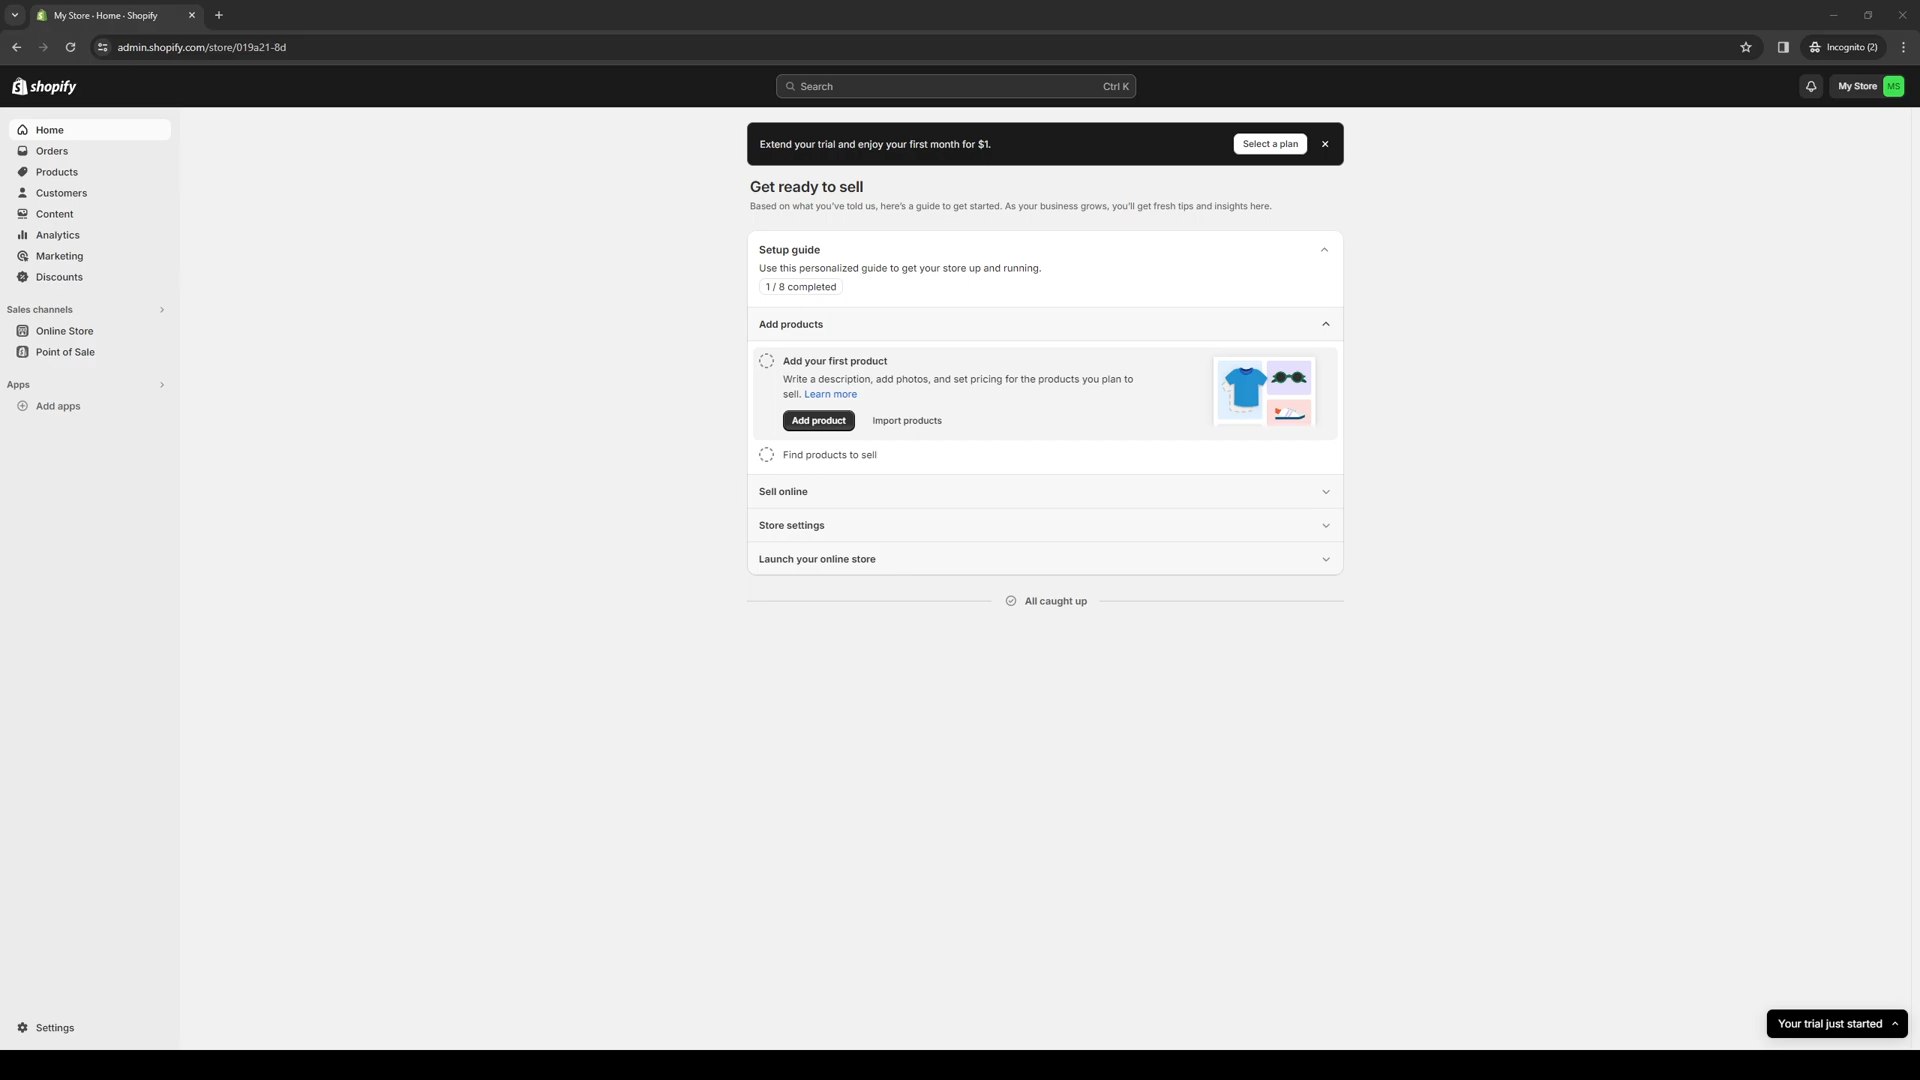 My Store · Home · Shopify
admin.shopify.com/store/019a21-8d
Incognito (2)
shopify
Search
Ctrl K
My Store
MS
Home
Orders
Products
Customers
Content
Analytics
Marketing
Discounts
Sales channels
Online Store
Point of Sale
Apps
Add apps
Settings
Extend your trial and enjoy your first month for $1.
Select a plan
Get ready to sell
Based on what you've told us, here's a guide to get started. As your business grows, you'll get fresh tips and insights here.
Setup guide
Use this personalized guide to get your store up and running.
1 / 8 completed
Add products
Add your first product
Write a description, add photos, and set pricing for the products you plan to
sell. Learn more
Add product
Import products
Find products to sell
Sell online
Store settings
Launch your online store
All caught up
Your trial just started